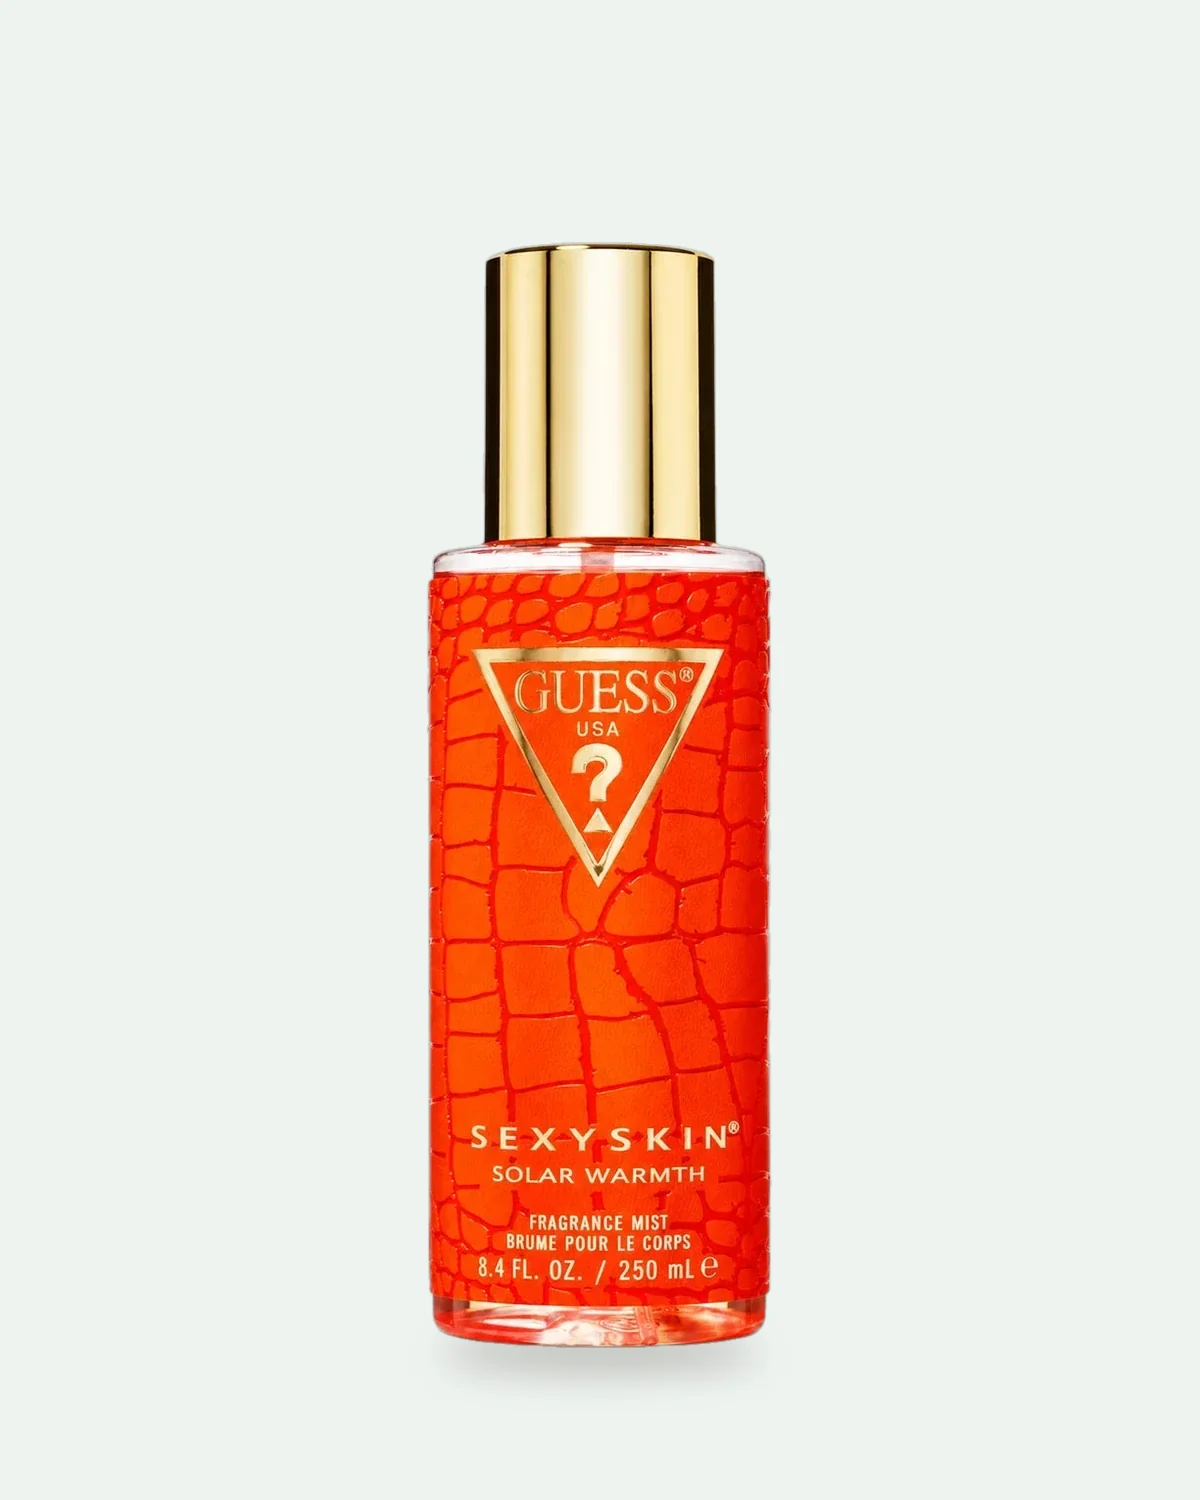 GUESS®
USA
?
SEXYSKIN®
SOLAR WARMTH
FRAGRANCE MIST
BRUME POUR LE CORPS
8.4 FL. OZ. / 250 mL ℮